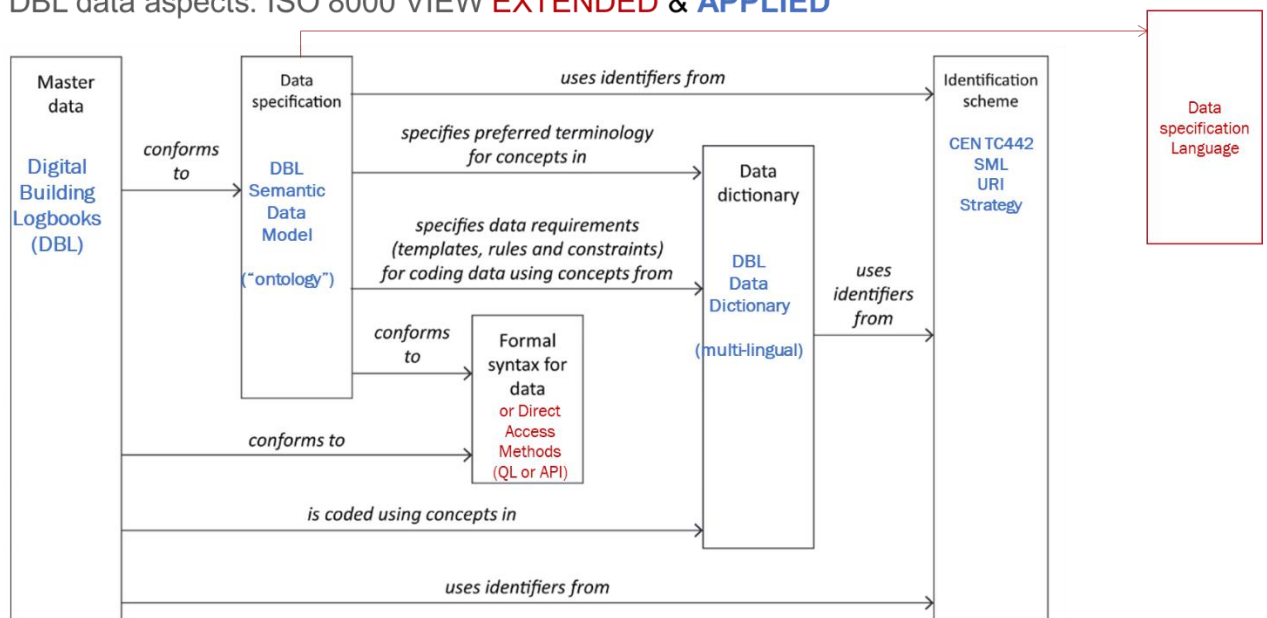 DBL data aspects: ISO 8000 VIEW EXTENDED & APPLIED
Master
data
Digital
Building
Logbooks
(DBL)
conforms
to
Data
specification
DBL
Semantic
Data
Model
("ontology")
uses identifiers from
specifies preferred terminology
for concepts in
specifies data requirements
(templates, rules and constraints)
for coding data using concepts from
conforms
to
Formal
syntax for
data
or Direct
Access
Methods
(QL or API)
conforms to
is coded using concepts in
uses identifiers from
Data
dictionary
DBL
Data
Dictionary
(multi-lingual)
uses
identifiers
from
Identification
scheme
CEN TC442
SML
URI
Strategy
Data
specification
Language